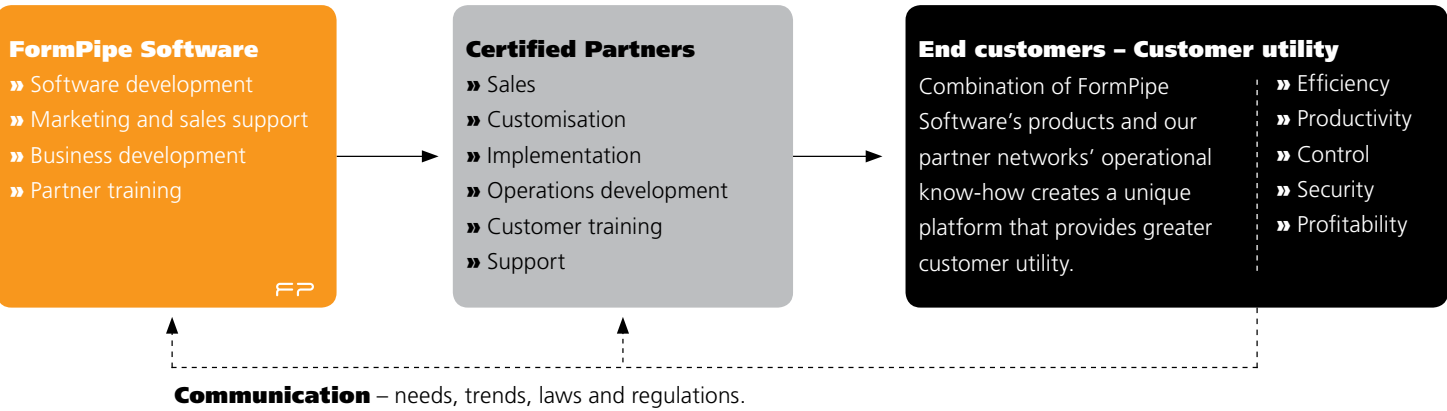 FormPipe Software
» Software development
» Marketing and sales support
» Business development
» Partner training
FP
Certified Partners
» Sales
» Customisation
» Implementation
» Operations development
» Customer training
» Support
End customers – Customer utility
Combination of FormPipe
Software’s products and our
partner networks’ operational
know-how creates a unique
platform that provides greater
customer utility.
» Efficiency
» Productivity
» Control
» Security
» Profitability
Communication – needs, trends, laws and regulations.